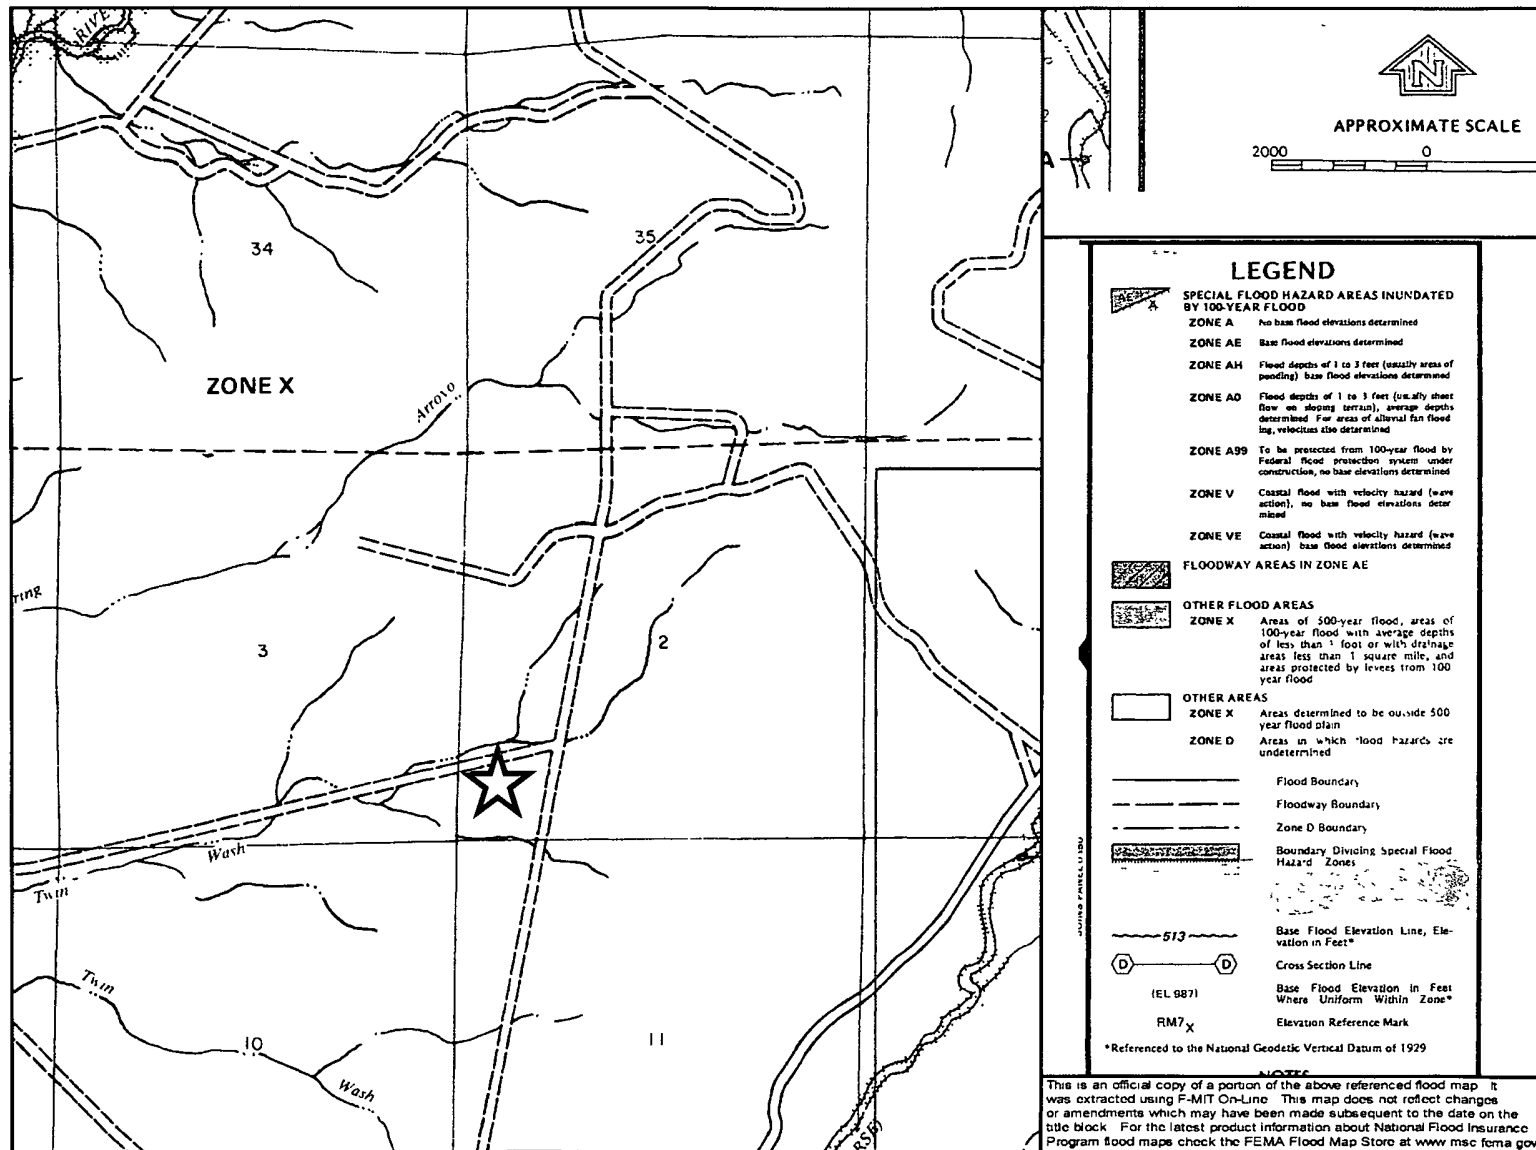 RIVE
34
35
ZONE X
Arroyo
ring
3
2
Wash
Twin
Twin
10
11
Wash
RSE)
A
N
APPROXIMATE SCALE
2000 0
LEGEND
SPECIAL FLOOD HAZARD AREAS INUNDATED
BY 100-YEAR FLOOD
ZONE A No base flood elevations determined
ZONE AE Base flood elevations determined
ZONE AH Flood depths of 1 to 3 feet (usually areas of
ponding) base flood elevations determined
ZONE AO Flood depths of 1 to 3 feet (usually sheet
flow on sloping terrain), average depths
determined For areas of alluvial fan flood
ing, velocities also determined
ZONE A99 To be protected from 100-year flood by
Federal flood protection system under
construction, no base elevations determined
ZONE V Coastal flood with velocity hazard (wave
action), no base flood elevations deter
mined
ZONE VE Coastal flood with velocity hazard (wave
action) base flood elevations determined
FLOODWAY AREAS IN ZONE AE
OTHER FLOOD AREAS
ZONE X Areas of 500-year flood, areas of
100-year flood with average depths
of less than 1 foot or with drainage
areas less than 1 square mile, and
areas protected by levees from 100
year flood
OTHER AREAS
ZONE X Areas determined to be outside 500
year flood plain
ZONE D Areas in which flood hazards are
undetermined
Flood Boundary
Floodway Boundary
Zone D Boundary
Boundary Dividing Special Flood
Hazard Zones
513 Base Flood Elevation Line, Ele-
vation in Feet*
D D Cross Section Line
(EL 987) Base Flood Elevation in Feet
Where Uniform Within Zone*
RM7X Elevation Reference Mark
*Referenced to the National Geodetic Vertical Datum of 1929
NOTES
This is an official copy of a portion of the above referenced flood map It
was extracted using F-MIT On-Line This map does not reflect changes
or amendments which may have been made subsequent to the date on the
title block For the latest product information about National Flood Insurance
Program flood maps check the FEMA Flood Map Store at www msc fema gov